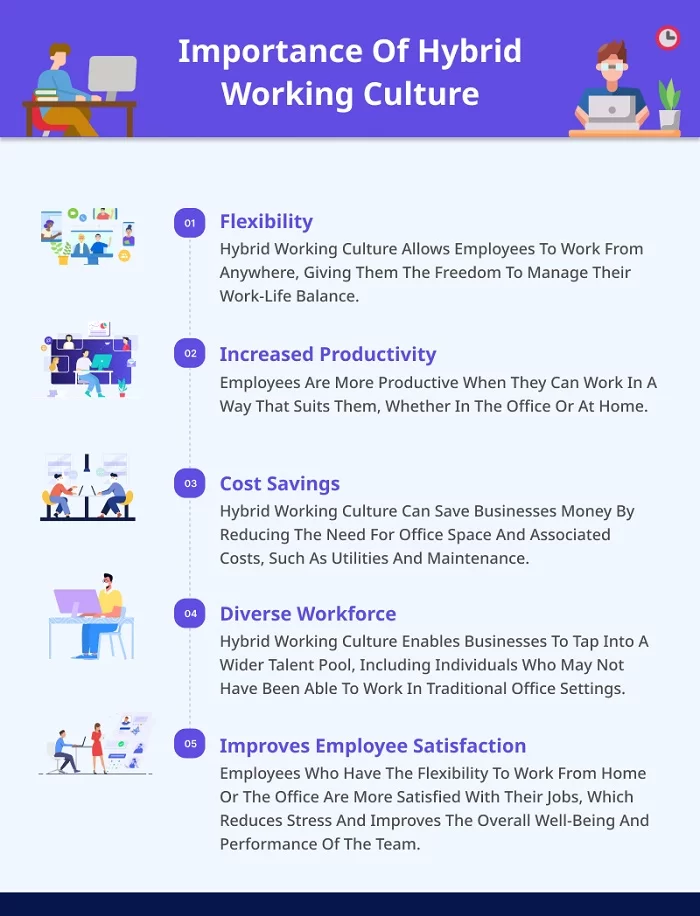 Importance Of Hybrid
Working Culture
01
Flexibility
Hybrid Working Culture Allows Employees To Work From
Anywhere, Giving Them The Freedom To Manage Their
Work-Life Balance.
02
Increased Productivity
Employees Are More Productive When They Can Work In A
Way That Suits Them, Whether In The Office Or At Home.
03
Cost Savings
Hybrid Working Culture Can Save Businesses Money By
Reducing The Need For Office Space And Associated
Costs, Such As Utilities And Maintenance.
04
Diverse Workforce
Hybrid Working Culture Enables Businesses To Tap Into A
Wider Talent Pool, Including Individuals Who May Not
Have Been Able To Work In Traditional Office Settings.
05
Improves Employee Satisfaction
Employees Who Have The Flexibility To Work From Home
Or The Office Are More Satisfied With Their Jobs, Which
Reduces Stress And Improves The Overall Well-Being And
Performance Of The Team.